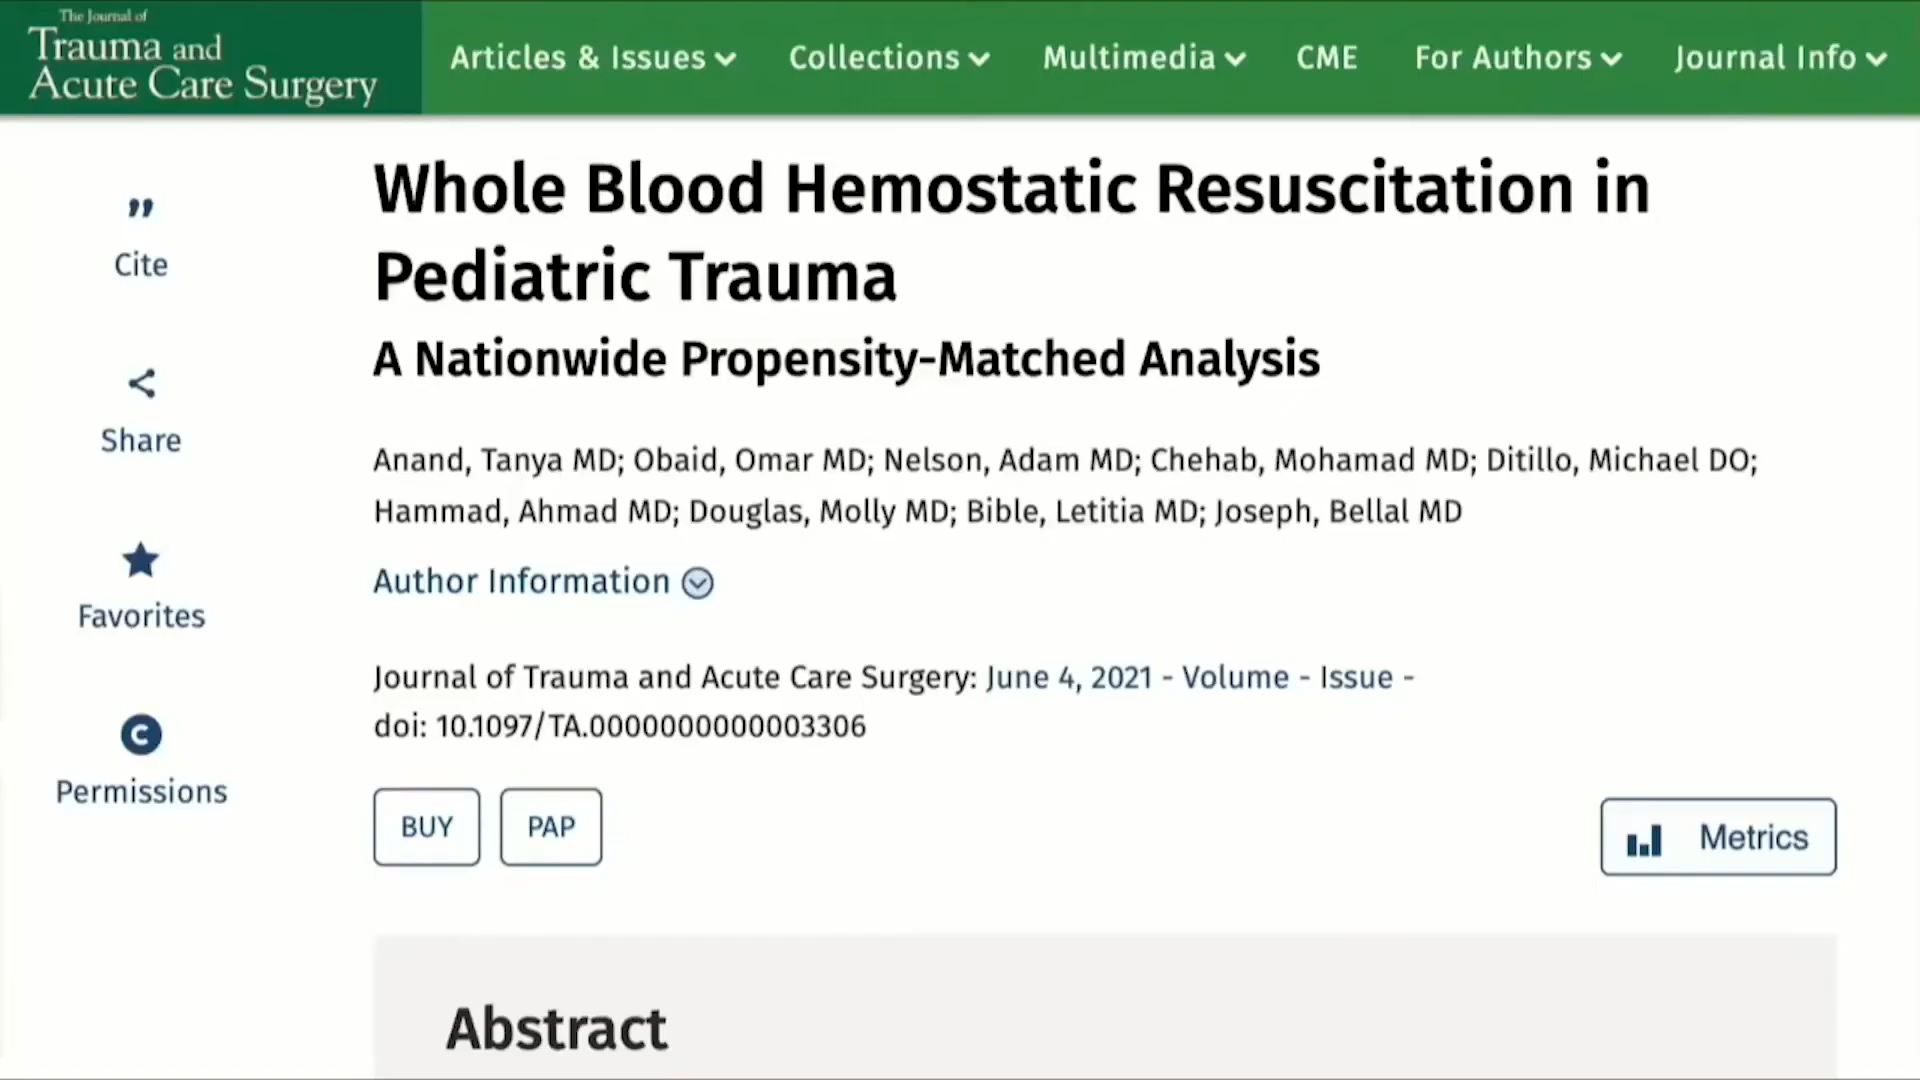 The Journal of
Trauma and
Acute Care Surgery
Articles & Issues
Collections
Multimedia
CME
For Authors
Journal Info
Whole Blood Hemostatic Resuscitation in
Pediatric Trauma
A Nationwide Propensity-Matched Analysis
Anand, Tanya MD; Obaid, Omar MD; Nelson, Adam MD; Chehab, Mohamad MD; Ditillo, Michael DO;
Hammad, Ahmad MD; Douglas, Molly MD; Bible, Letitia MD; Joseph, Bellal MD
Author Information
Journal of Trauma and Acute Care Surgery: June 4, 2021 - Volume - Issue -
doi: 10.1097/TA.0000000000003306
Cite
Share
Favorites
C
Permissions
BUY
PAP
Metrics
Abstract